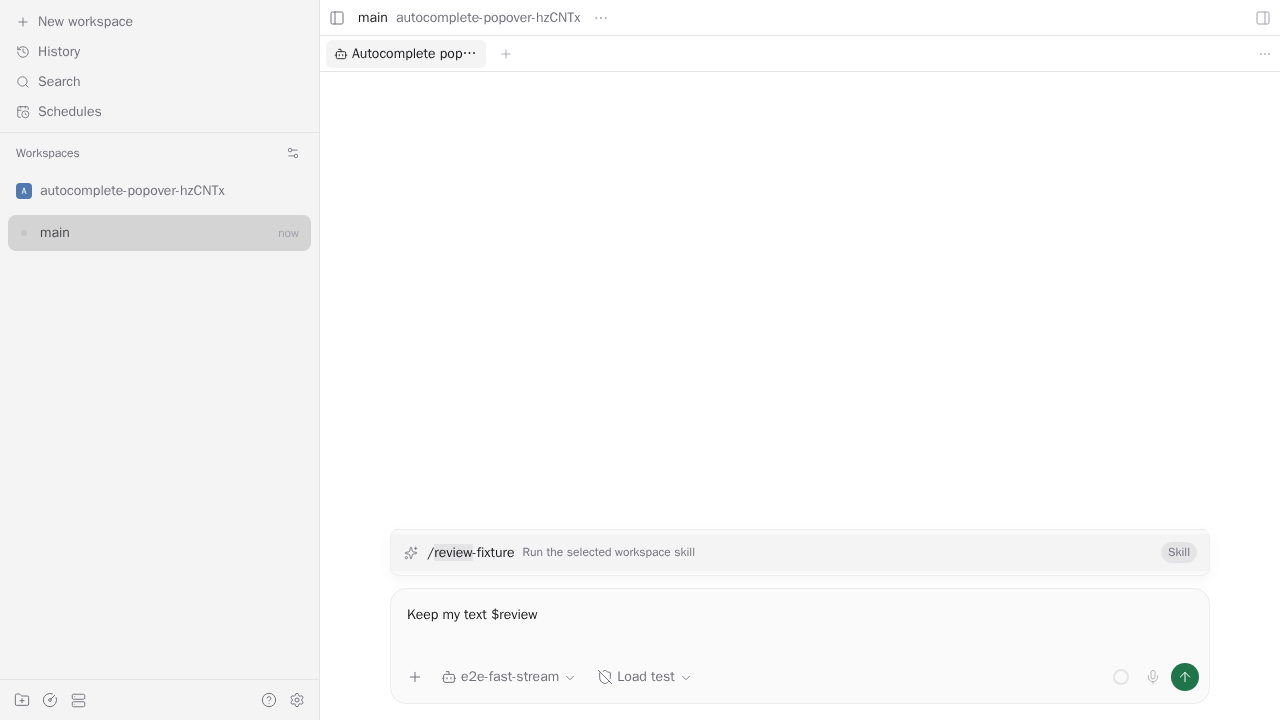 New workspace
History
Search
Schedules
Workspaces
A autocomplete-popover-hzCNTx
main now
main autocomplete-popover-hzCNTx
Autocomplete pop···
/review-fixture Run the selected workspace skill Skill
Keep my text $review
e2e-fast-stream Load test